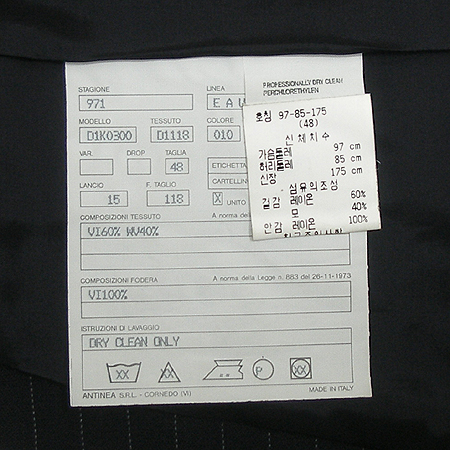 PROFESSIONALLY DRY CLEAN
PERCHLORETHYLEN
STAGIONE
LINEA
971
E A W
MODELLO TESSUTO COLORE
D1K0300 D1118 010
VAR. DROP TAGLIA
48
ETICHETTA
CARTELLIN
LANCIO F. TAGLIO
15 118
X UNITO
COMPOSIZIONI TESSUTO A norma de
VI60% WV40%
COMPOSIZIONI FODERA A norma della Legge n. 883 del 26-11-1973
VI100%
ISTRUZIONI DI LAVAGGIO
DRY CLEAN ONLY
XX XX P
ANTINEA S.R.L. - CORNEDO (VI) MADE IN ITALY
호칭 97-85-175
(48)
신체치수
가슴둘레 97 cm
허리둘레 85 cm
신장 175 cm
섬유의조성
겉감 레이온 60%
모 40%
안감 레이온 100%